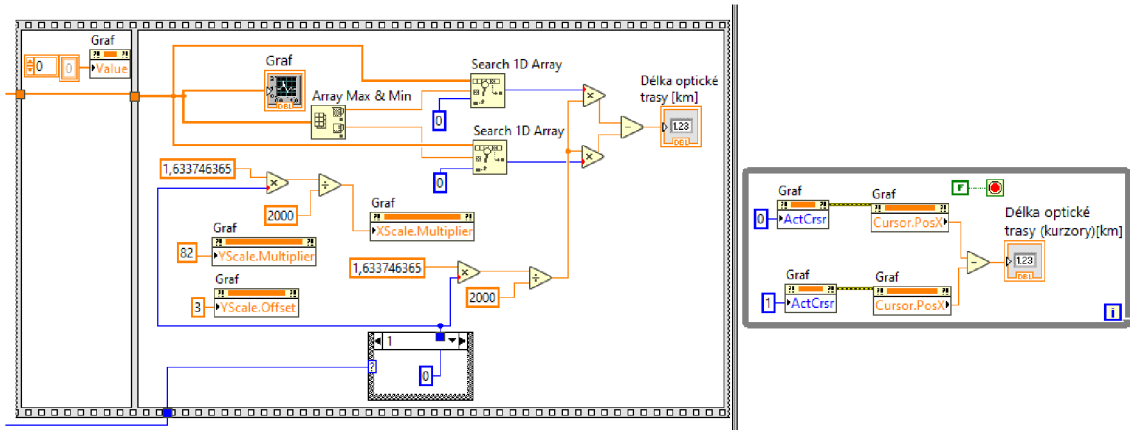 Graf
0
0
Value
Graf
DBL
Array Max & Min
Search 1D Array
0
Search 1D Array
0
Délka optické
trasy [km]
1.23
DBL
1,633746365
2000
Graf
XScale.Multiplier
Graf
82
YScale.Multiplier
Graf
3
YScale.Offset
1,633746365
2000
1
0
?
Graf
0
ActCrsr
Graf
Cursor.PosX
F
Délka optické
trasy (kurzory)[km]
1.23
DBL
Graf
1
ActCrsr
Graf
Cursor.PosX
i